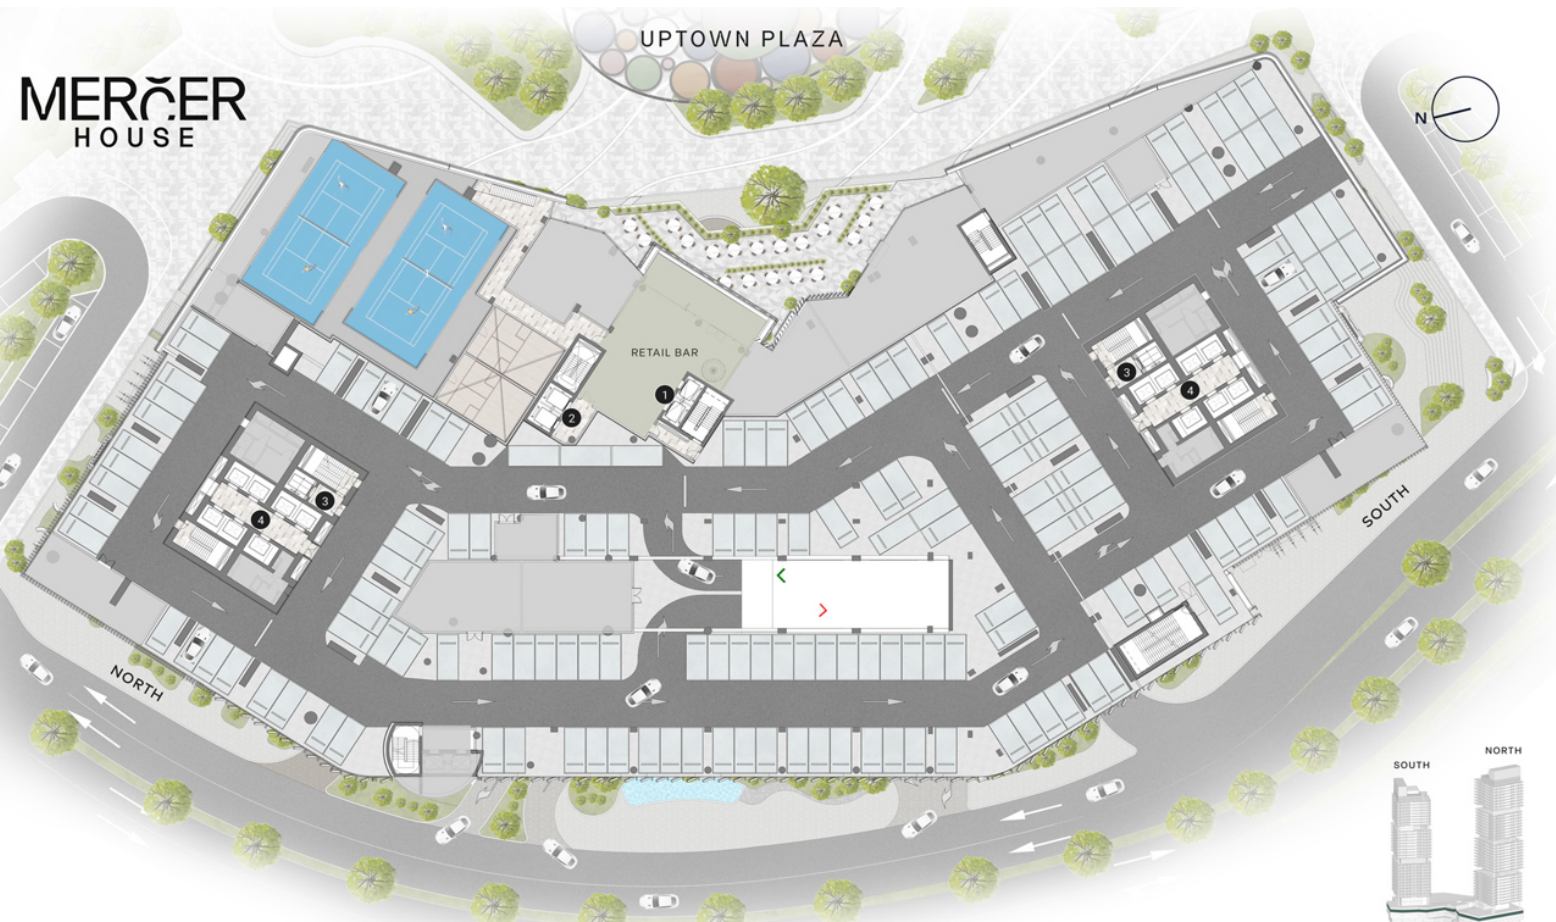 UPTOWN PLAZA
MERCER
HOUSE
N
RETAIL BAR
1
2
3
4
3
4
SOUTH
NORTH
NORTH
SOUTH